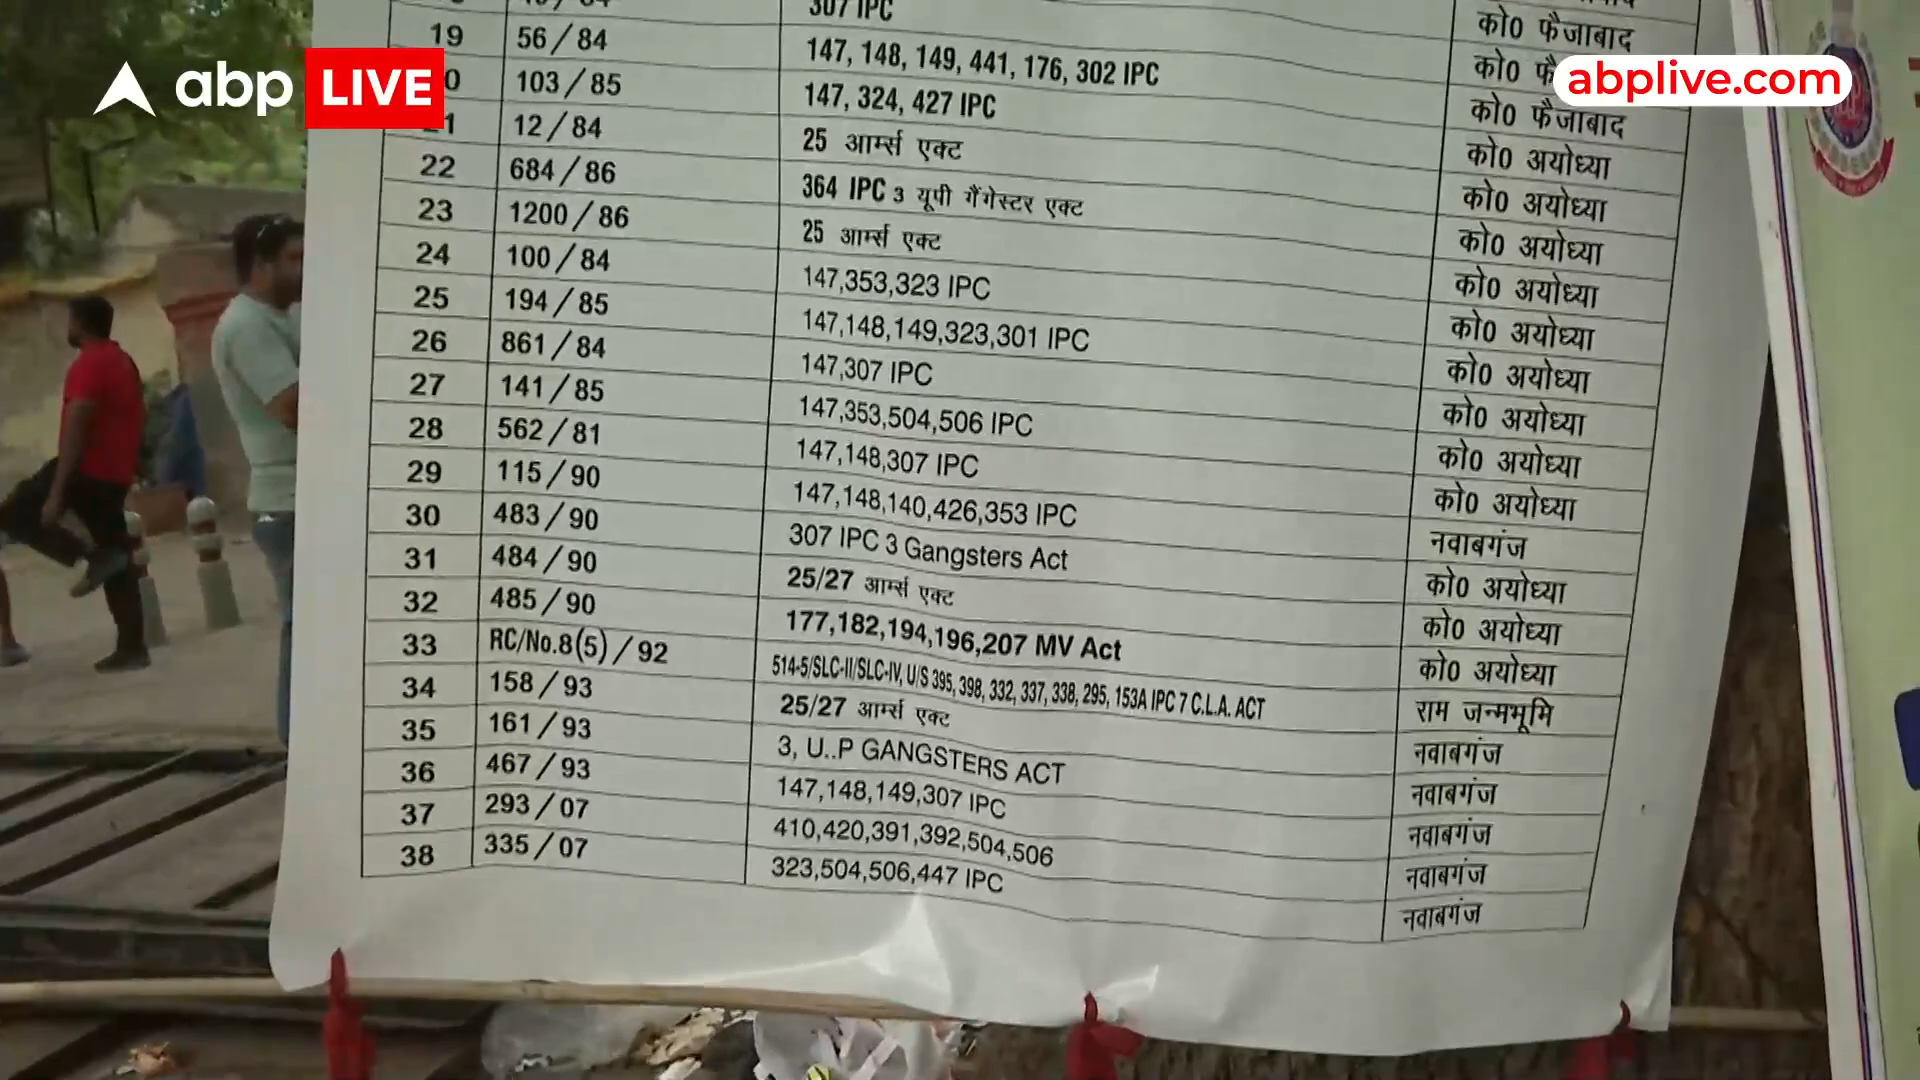 abp LIVE
abplive.com
को0 फैजाबाद
307 IPC को0
19 56/84 147, 148, 149, 441, 176, 302 IPC को0 फैजाबाद
103/85 147, 324, 427 IPC को0 अयोध्या
21 12/84 25 आर्म्स एक्ट को0 अयोध्या
22 684/86 364 IPC 3 यूपी गैंगेस्टर एक्ट को0 अयोध्या
23 1200/86 25 आर्म्स एक्ट को0 अयोध्या
24 100/84 147,353,323 IPC को0 अयोध्या
25 194/85 147,148,149,323,301 IPC को0 अयोध्या
26 861/84 147,307 IPC को0 अयोध्या
27 141/85 147,353,504,506 IPC को0 अयोध्या
28 562/81 147,148,307 IPC को0 अयोध्या
29 115/90 147,148,140,426,353 IPC नवाबगंज
30 483/90 307 IPC 3 Gangsters Act को0 अयोध्या
31 484/90 25/27 आर्म्स एक्ट को0 अयोध्या
32 485/90 177,182,194,196,207 MV Act को0 अयोध्या
33 RC/No.8(5)/92 514-5/SLC-II/SLC-IV, U/S 395, 398, 332, 337, 338, 295, 153A IPC 7 C.L.A. ACT राम जन्मभूमि
34 158/93 25/27 आर्म्स एक्ट नवाबगंज
35 161/93 3, U..P GANGSTERS ACT नवाबगंज
36 467/93 147,148,149,307 IPC नवाबगंज
37 293/07 410,420,391,392,504,506 नवाबगंज
38 335/07 323,504,506,447 IPC नवाबगंज